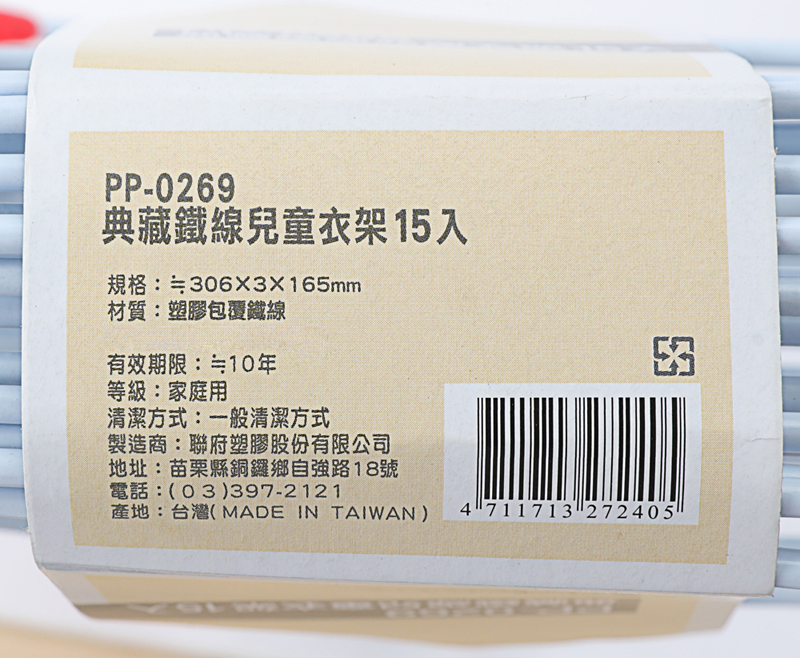 PP-0269
典藏鐵線兒童衣架15入
規格：≒306×3×165mm
材質：塑膠包覆鐵線
有效期限：≒10年
等級：家庭用
清潔方式：一般清潔方式
製造商：聯府塑膠股份有限公司
地址：苗栗縣銅鑼鄉自強路18號
電話：(03)397-2121
產地：台灣(MADE IN TAIWAN)
4 711713 272405